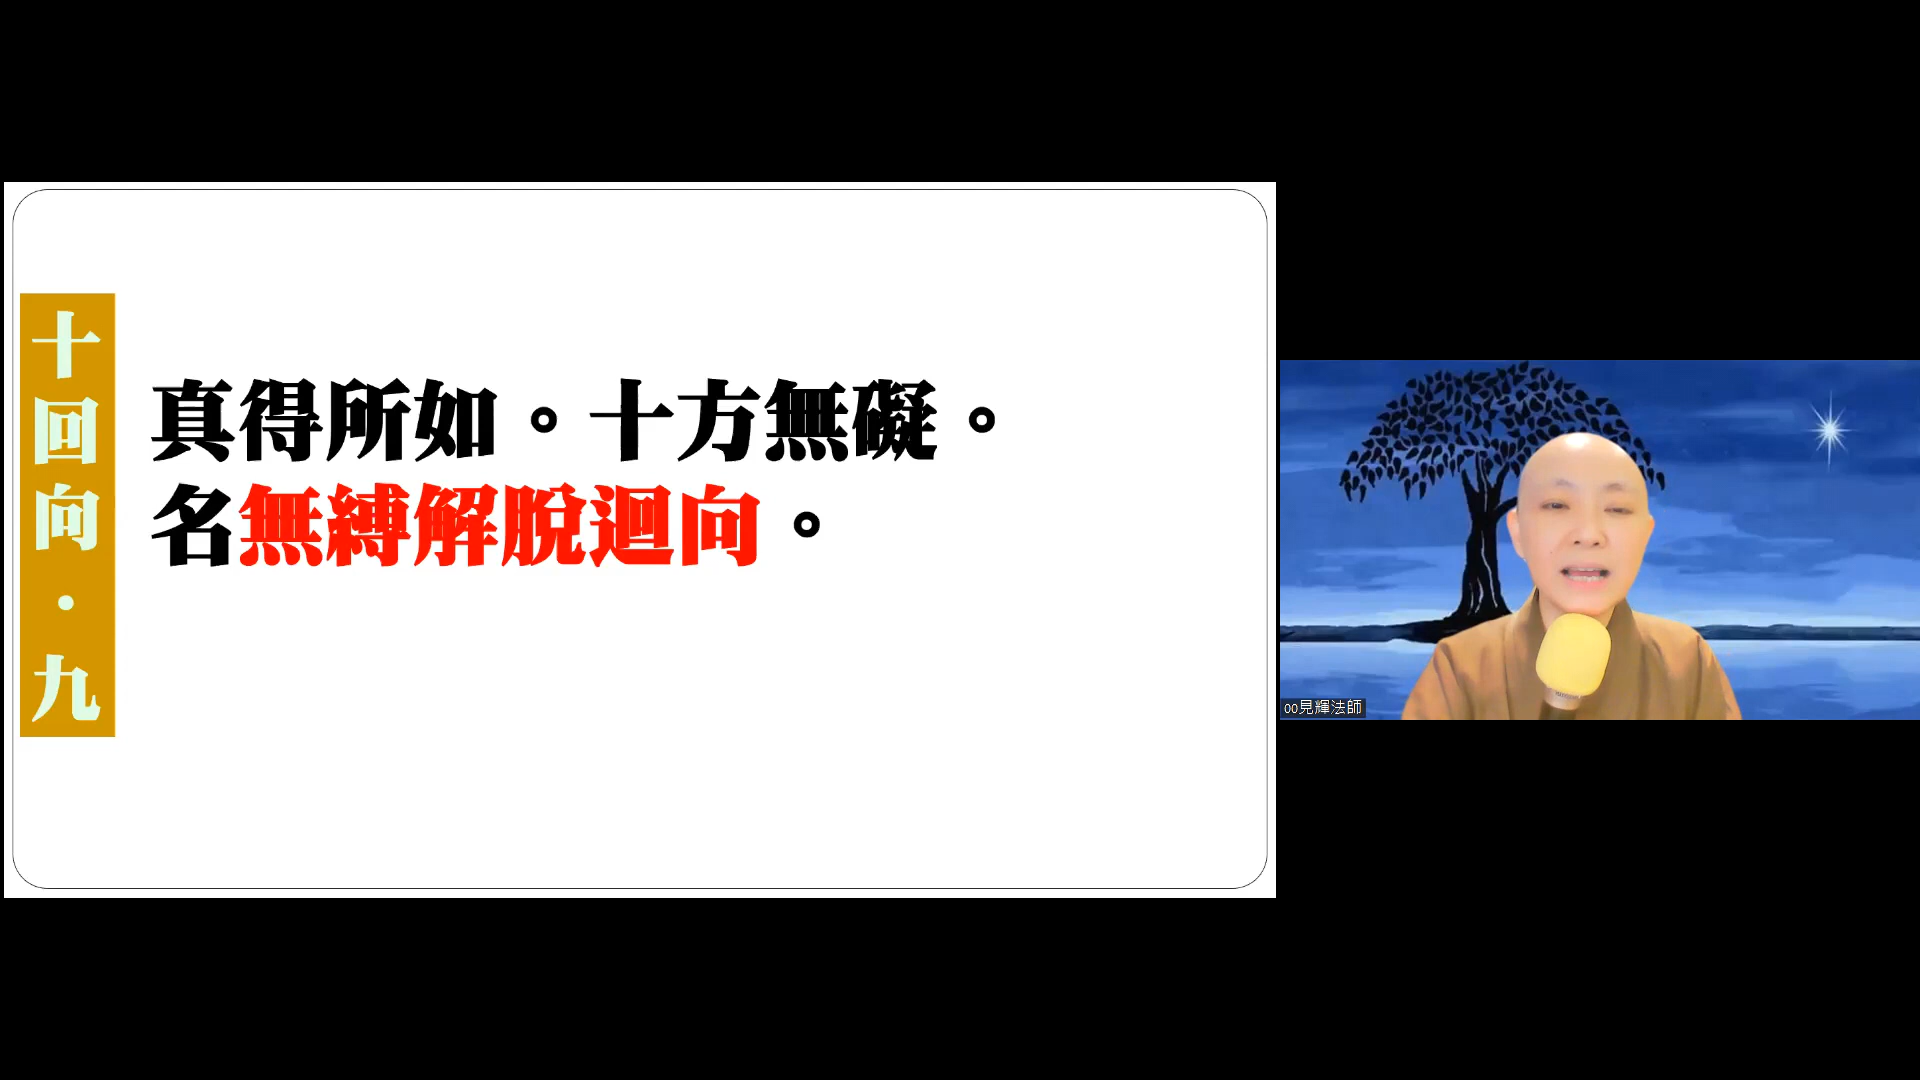 十回向・九
真得所如。十方無礙。
名無縛解脫迴向。
oo見輝法師